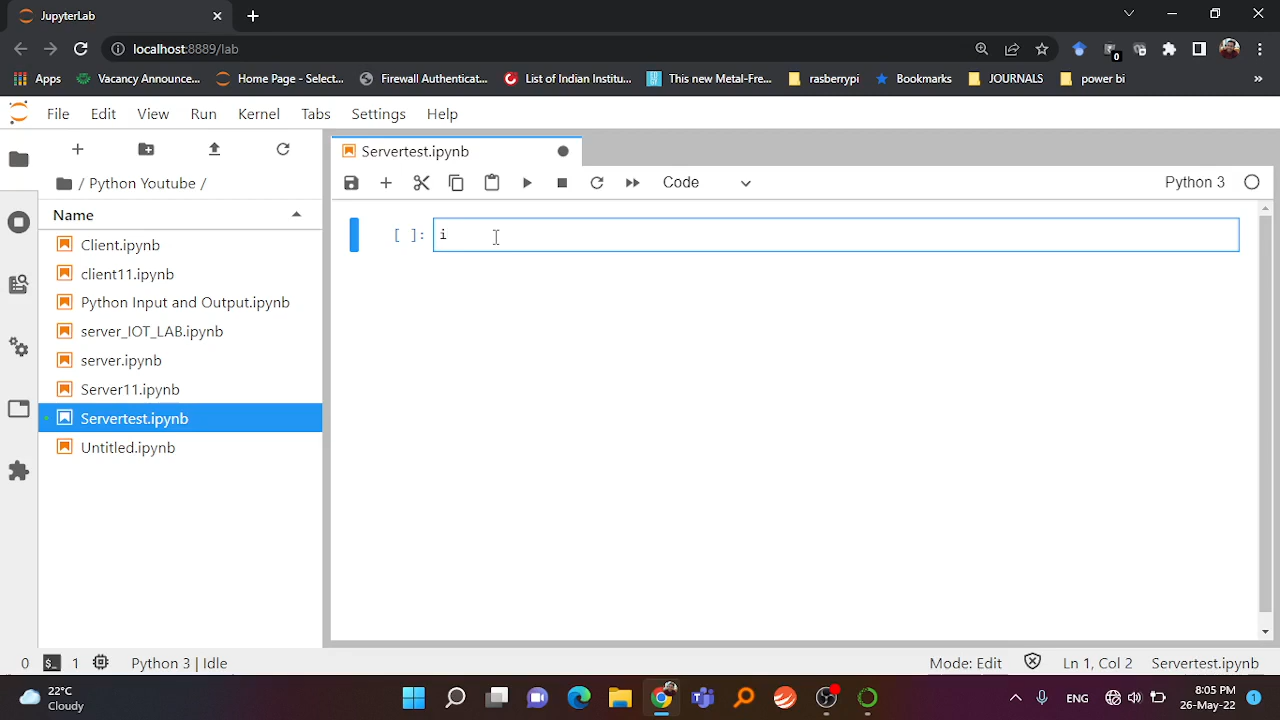 JupyterLab
localhost:8889/lab
0
Apps Vacancy Announce... Home Page - Select... Firewall Authenticat... List of Indian Institu... This new Metal-Fre... rasberrypi Bookmarks JOURNALS power bi »
File Edit View Run Kernel Tabs Settings Help
Servertest.ipynb
/ Python Youtube /
Code
Python 3
Name
[ ]: i
Client.ipynb
client11.ipynb
Python Input and Output.ipynb
server_IOT_LAB.ipynb
server.ipynb
Server11.ipynb
Servertest.ipynb
Untitled.ipynb
0 $_ 1 Python 3 | Idle
Mode: Edit Ln 1, Col 2 Servertest.ipynb
22°C
Cloudy
ENG
8:05 PM
26-May-22
1